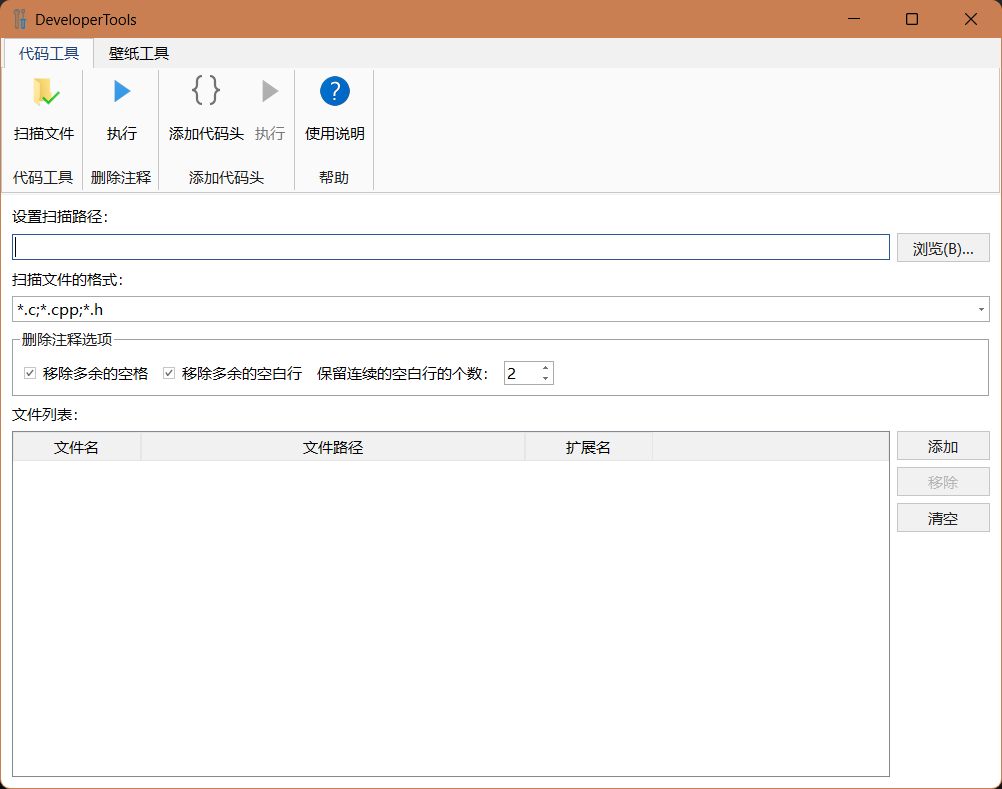 DeveloperTools
代码工具 壁纸工具
扫描文件 执行 添加代码头 执行 使用说明
代码工具 删除注释 添加代码头 帮助
设置扫描路径：
浏览(B)...
扫描文件的格式：
*.c;*.cpp;*.h
删除注释选项
移除多余的空格 移除多余的空白行 保留连续的空白行的个数： 2
文件列表：
文件名 文件路径 扩展名
添加
移除
清空